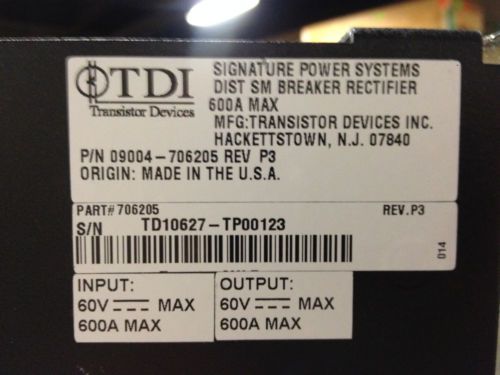 TDI
Transistor Devices
SIGNATURE POWER SYSTEMS
DIST SM BREAKER RECTIFIER
600A MAX
MFG:TRANSISTOR DEVICES INC.
HACKETTSTOWN, N.J. 07840
P/N 09004-706205 REV P3
ORIGIN: MADE IN THE U.S.A.
PART# 706205 REV.P3
S/N TD10627-TP00123
014
INPUT:
60V ⎓ MAX
600A MAX
OUTPUT:
60V ⎓ MAX
600A MAX